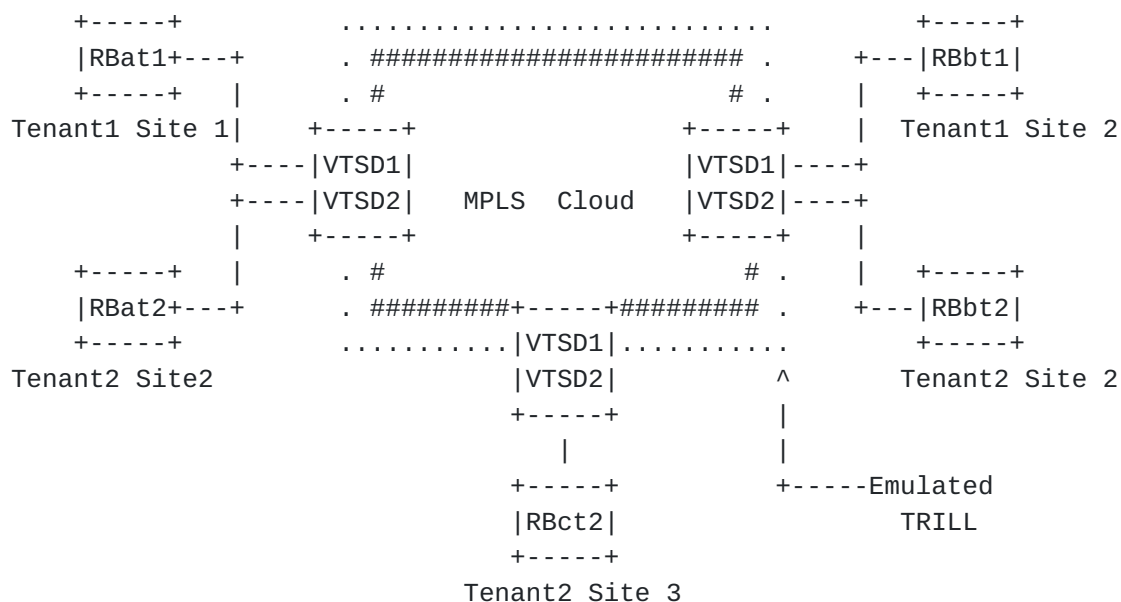 +-----+          ............................         +-----+
|RBat1+---+      . ######################## .     +---|RBbt1|
+-----+   |      . #                      # .     |   +-----+
Tenant1 Site 1|    +-----+                 +-----+    |  Tenant1 Site 2
+----|VTSD1|                 |VTSD1|----+
+----|VTSD2|   MPLS  Cloud   |VTSD2|----+
|    +-----+                 +-----+    |
+-----+   |      . #                       # .    |   +-----+
|RBat2+---+      . #########+-----+######### .    +---|RBbt2|
+-----+          ...........|VTSD1|...........        +-----+
Tenant2 Site2                   |VTSD2|          ^       Tenant2 Site 2
+-----+          |
|             |
+-----+          +-----Emulated
|RBct2|                  TRILL
+-----+
Tenant2 Site 3